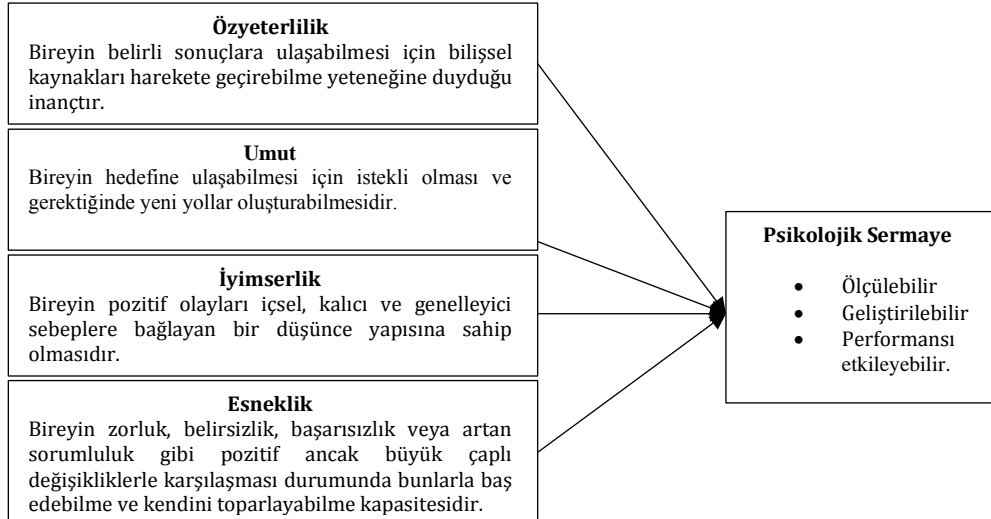 Özyeterlilik
Bireyin belirli sonuçlara ulaşabilmesi için bilişsel
kaynakları harekete geçirebilme yeteneğine duyduğu
inançtır.
Umut
Bireyin hedefine ulaşabilmesi için istekli olması ve
gerektiğinde yeni yollar oluşturabilmesidir.
İyimserlik
Bireyin pozitif olayları içsel, kalıcı ve genelleyici
sebeplere bağlayan bir düşünce yapısına sahip
olmasıdır.
Esneklik
Bireyin zorluk, belirsizlik, başarısızlık veya artan
sorumluluk gibi pozitif ancak büyük çaplı
değişikliklerle karşılaşması durumunda bunlarla baş
edebilme ve kendini toparlayabilme kapasitesidir.
Psikolojik Sermaye
• Ölçülebilir
• Geliştirilebilir
• Performansı
etkileyebilir.